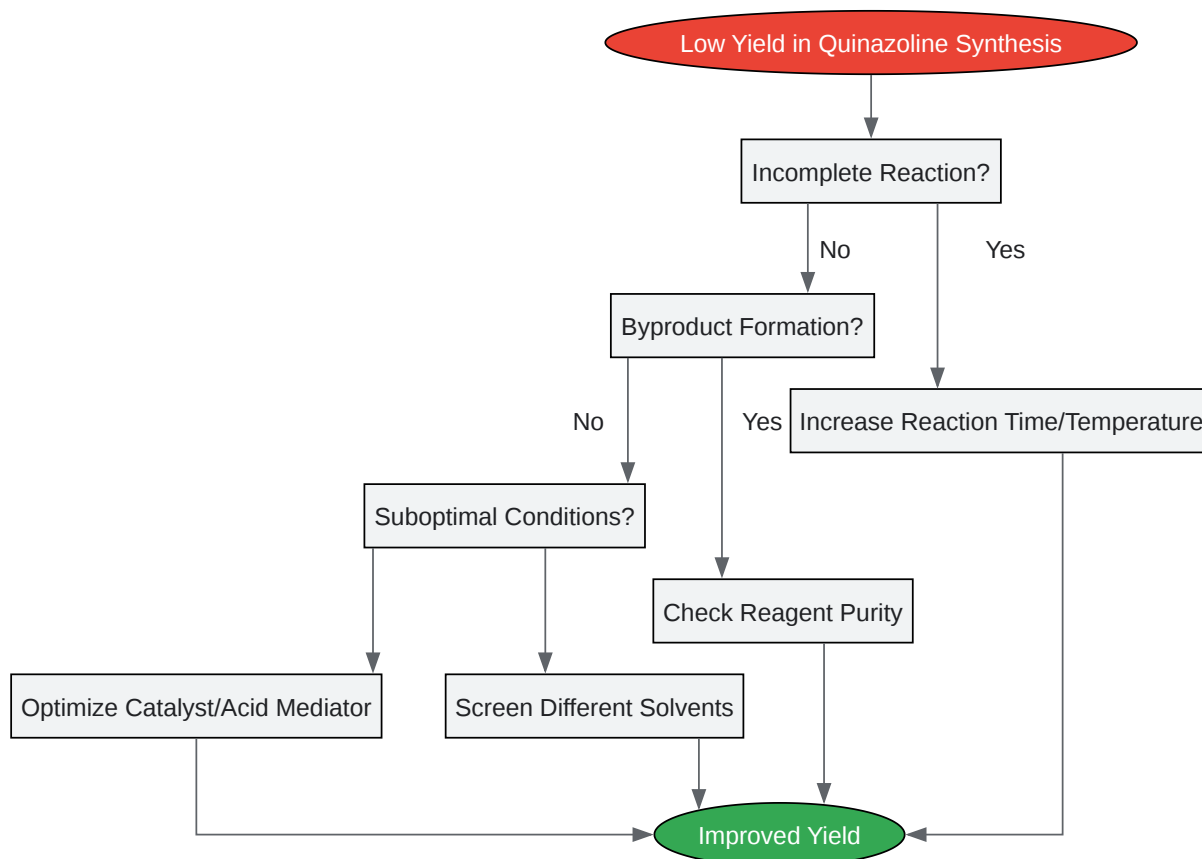 Low Yield in Quinazoline Synthesis
Incomplete Reaction?
No
Yes
Byproduct Formation?
No
Yes
Increase Reaction Time/Temperature
Suboptimal Conditions?
Check Reagent Purity
Optimize Catalyst/Acid Mediator
Screen Different Solvents
Improved Yield